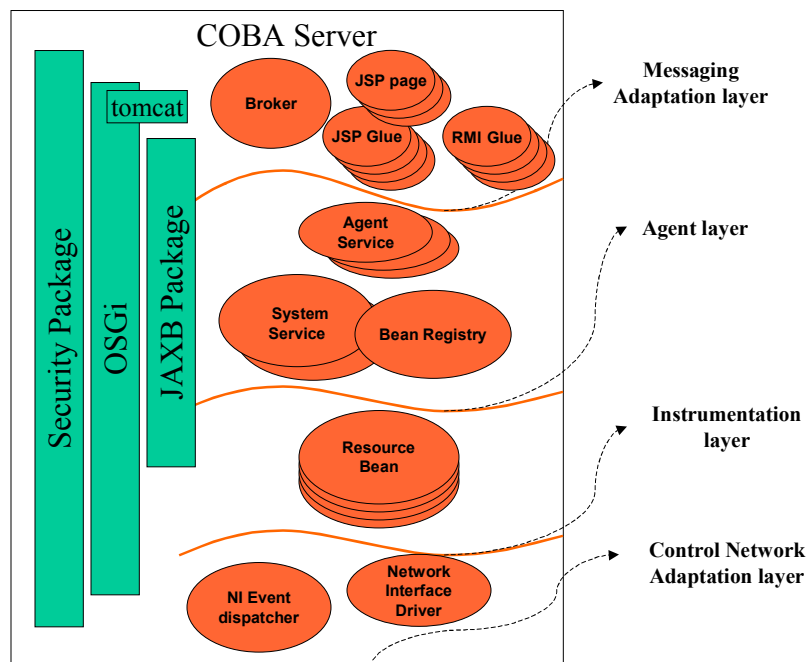 COBA Server
Security Package
OSGi
tomcat
JAXB Package
Broker
JSP page
JSP Glue
RMI Glue
Agent
Service
System
Service
Bean Registry
Resource
Bean
NI Event
dispatcher
Network
Interface
Driver
Messaging
Adaptation layer
Agent layer
Instrumentation
layer
Control Network
Adaptation layer